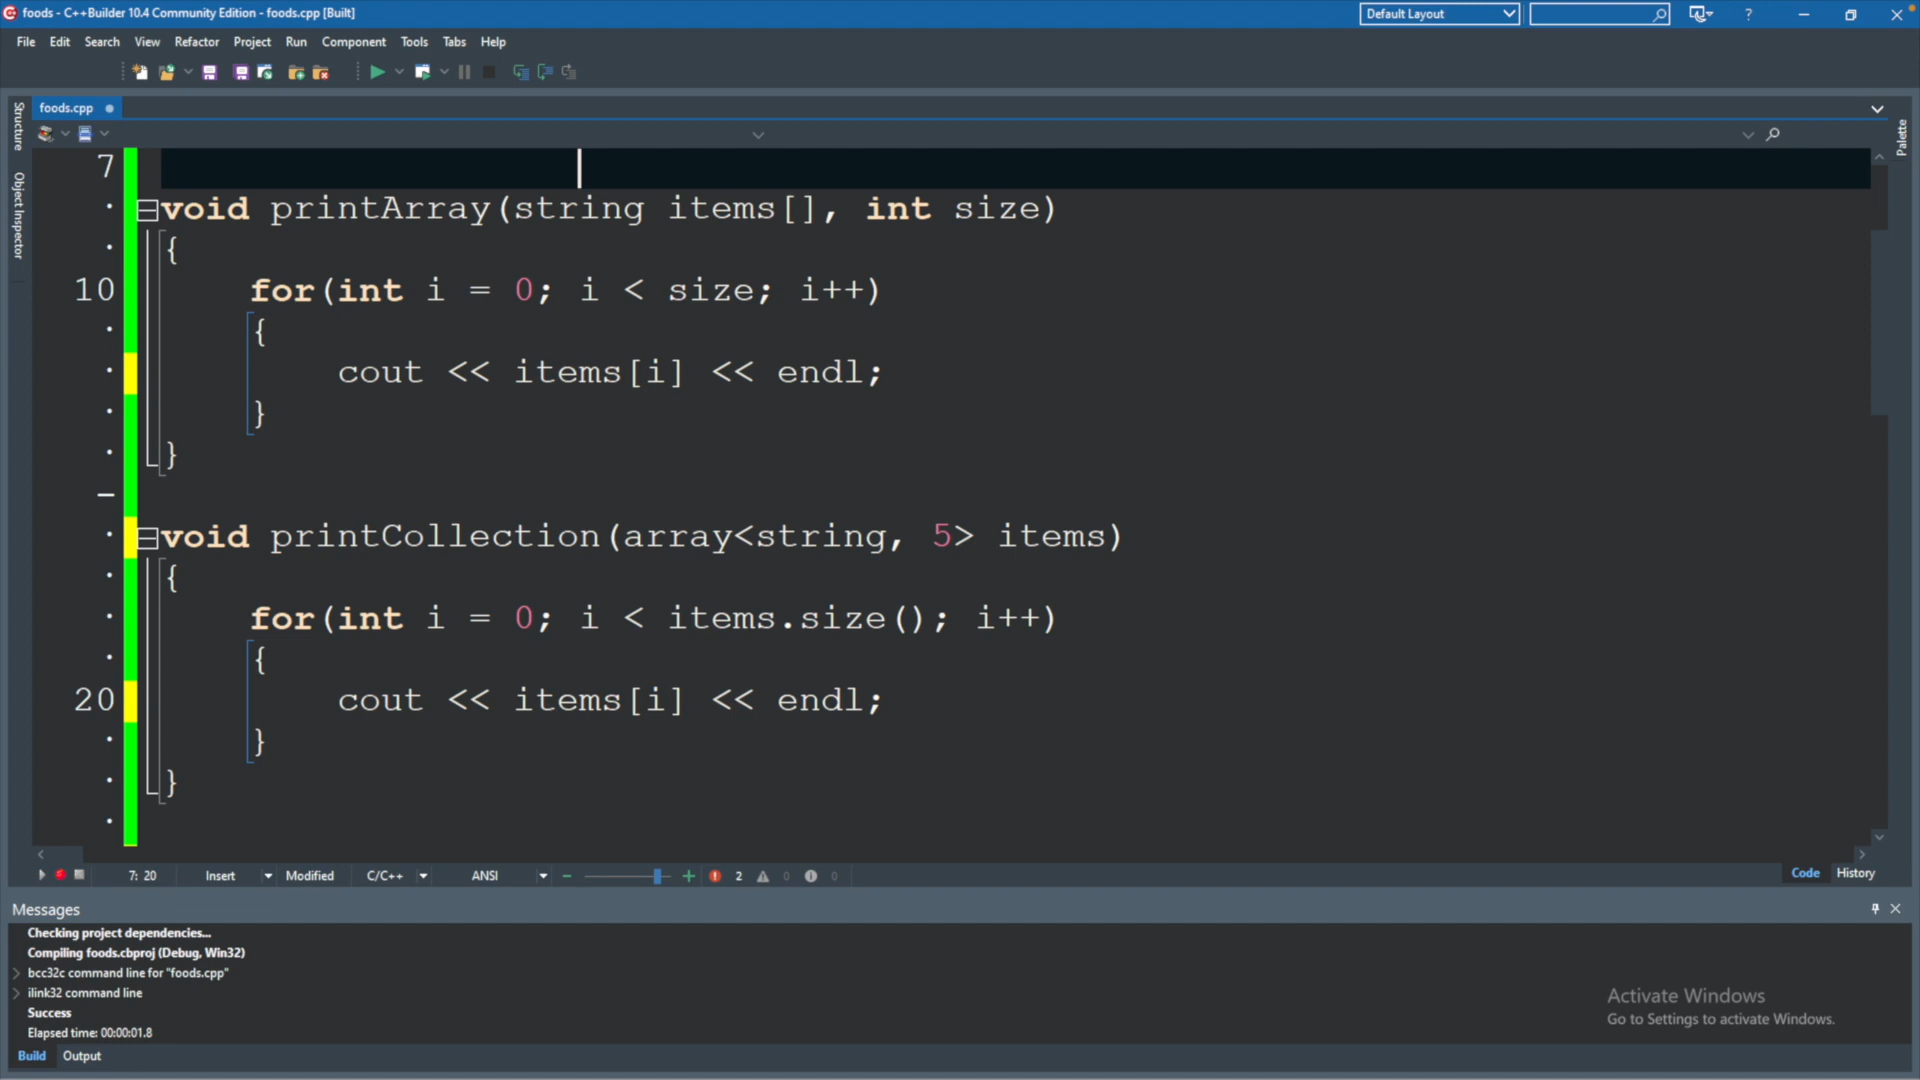 foods - C++Builder 10.4 Community Edition - foods.cpp [Built]
Default Layout
?
File Edit Search View Refactor Project Run Component Tools Tabs Help
foods.cpp
Structure
Object Inspector
Palette
7
void printArray(string items[], int size)
{
10 for(int i = 0; i < size; i++)
{
cout << items[i] << endl;
}
}
void printCollection(array<string, 5> items)
{
for(int i = 0; i < items.size(); i++)
{
20 cout << items[i] << endl;
}
}
7: 20 Insert Modified C/C++ ANSI 2 0 0
Code History
Messages
Checking project dependencies...
Compiling foods.cbproj (Debug, Win32)
bcc32c command line for "foods.cpp"
ilink32 command line
Success
Elapsed time: 00:00:01.8
Activate Windows
Go to Settings to activate Windows.
Build Output